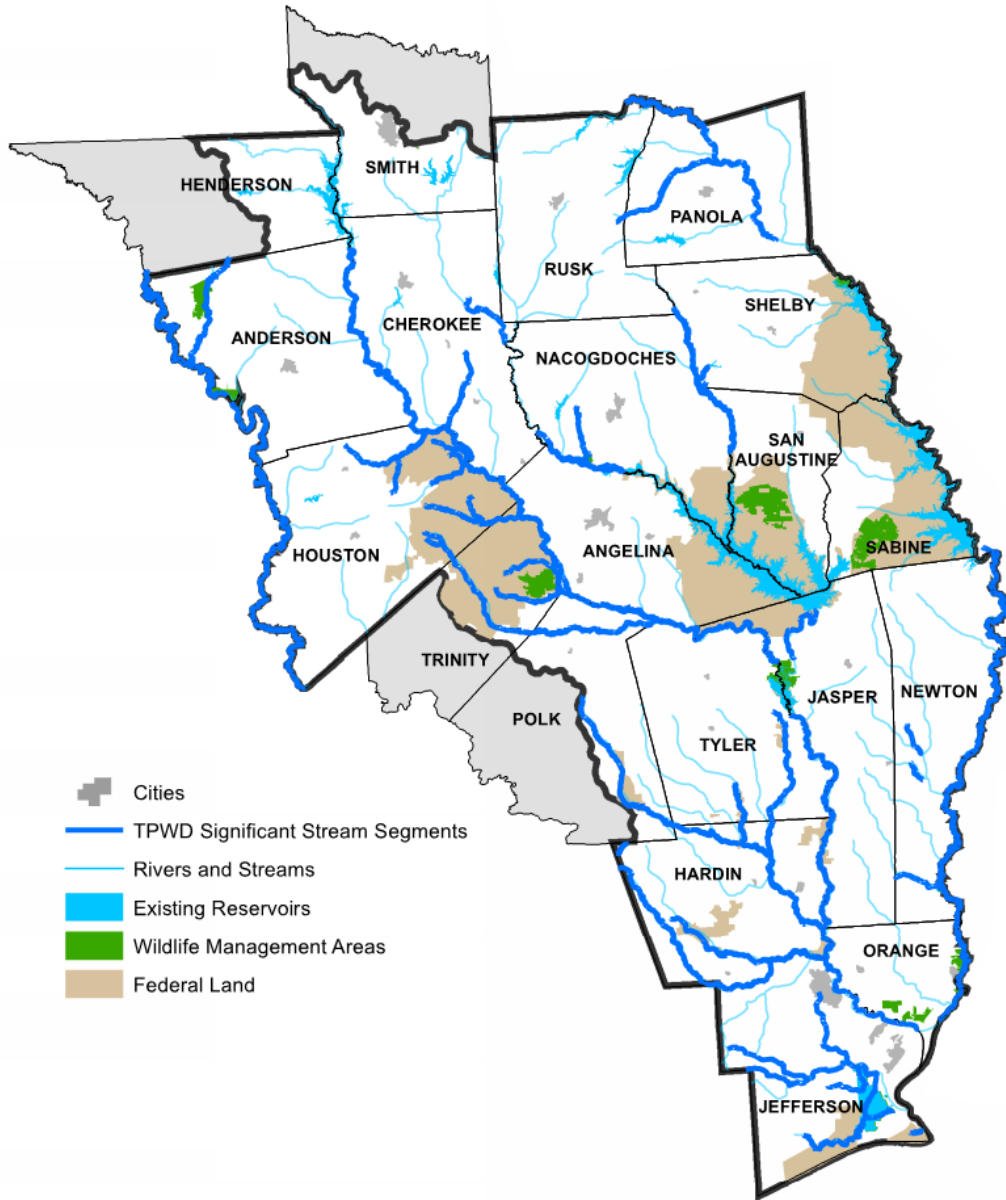 SMITH
HENDERSON
PANOLA
RUSK
SHELBY
CHEROKEE
ANDERSON
NACOGDOCHES
SAN
AUGUSTINE
HOUSTON
ANGELINA
SABINE
TRINITY
JASPER
NEWTON
POLK
TYLER
Cities
TPWD Significant Stream Segments
Rivers and Streams
HARDIN
Existing Reservoirs
Wildlife Management Areas
ORANGE
Federal Land
JEFFERSON